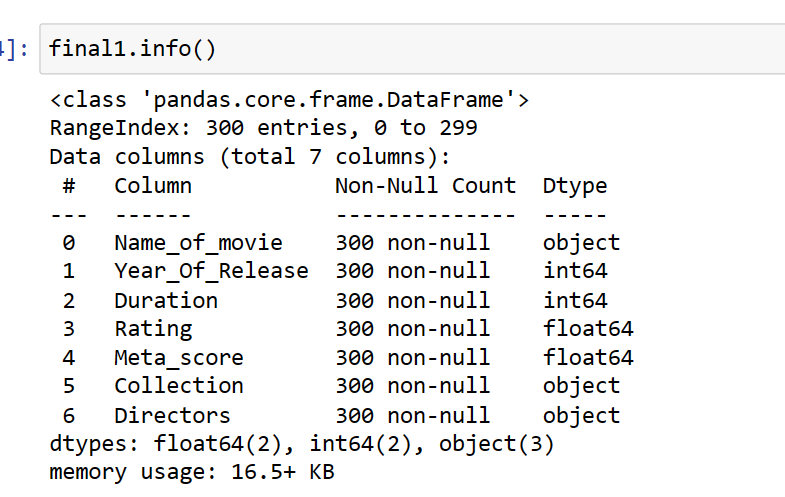 4]: final1.info()
<class 'pandas.core.frame.DataFrame'>
RangeIndex: 300 entries, 0 to 299
Data columns (total 7 columns):
 #   Column           Non-Null Count  Dtype
---  ------           --------------  -----
 0   Name_of_movie    300 non-null    object
 1   Year_Of_Release  300 non-null    int64
 2   Duration         300 non-null    int64
 3   Rating           300 non-null    float64
 4   Meta_score       300 non-null    float64
 5   Collection       300 non-null    object
 6   Directors        300 non-null    object
dtypes: float64(2), int64(2), object(3)
memory usage: 16.5+ KB